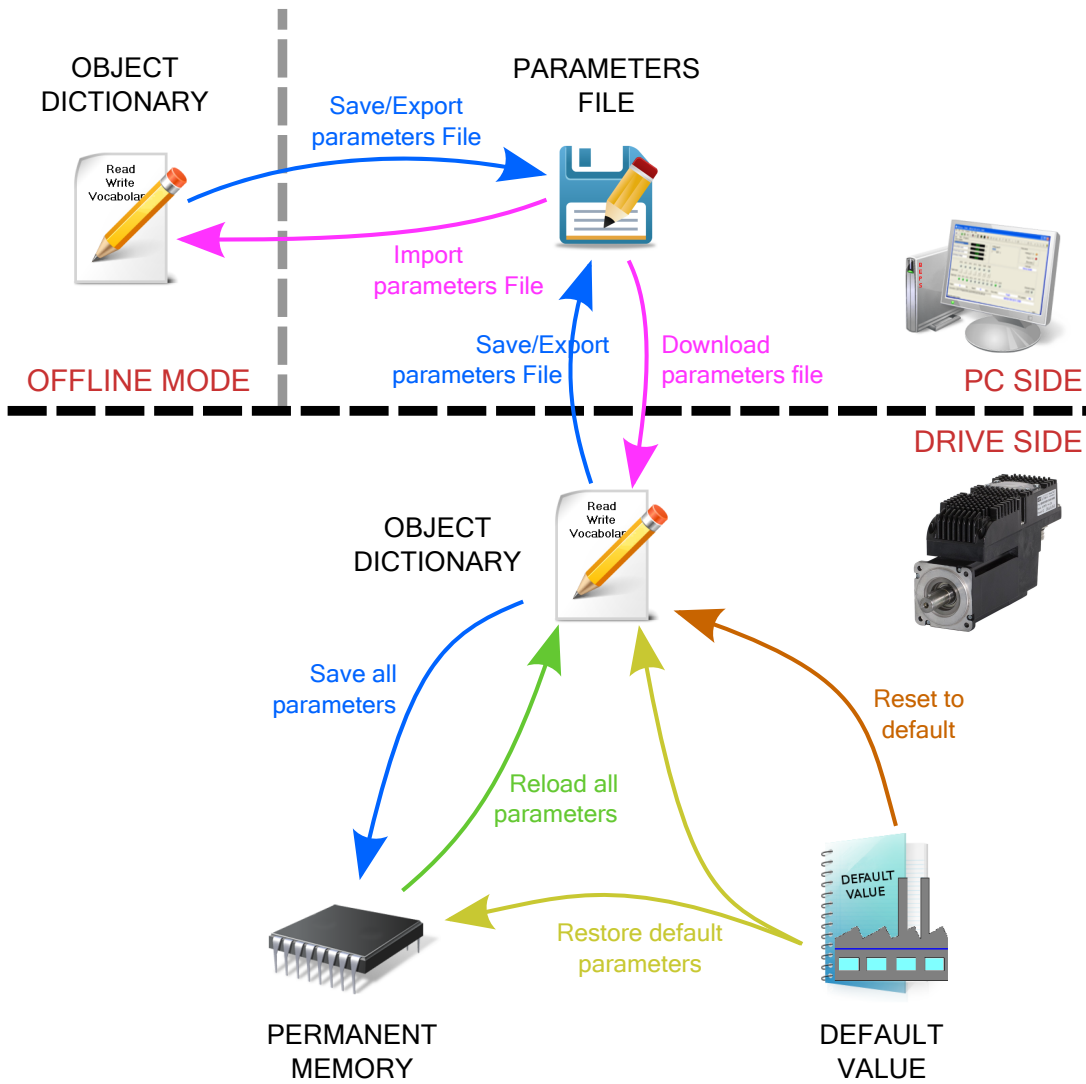 OBJECT
DICTIONARY
PARAMETERS
FILE
Save/Export
parameters File
Read
Write
Vocabolar
Import
parameters File
Save/Export
parameters File
Download
parameters file
OFFLINE MODE
PC SIDE
DRIVE SIDE
OBJECT
DICTIONARY
Read
Write
Vocabolar
Save all
parameters
Reset to
default
Reload all
parameters
DEFAULT
VALUE
Restore default
parameters
PERMANENT
MEMORY
DEFAULT
VALUE